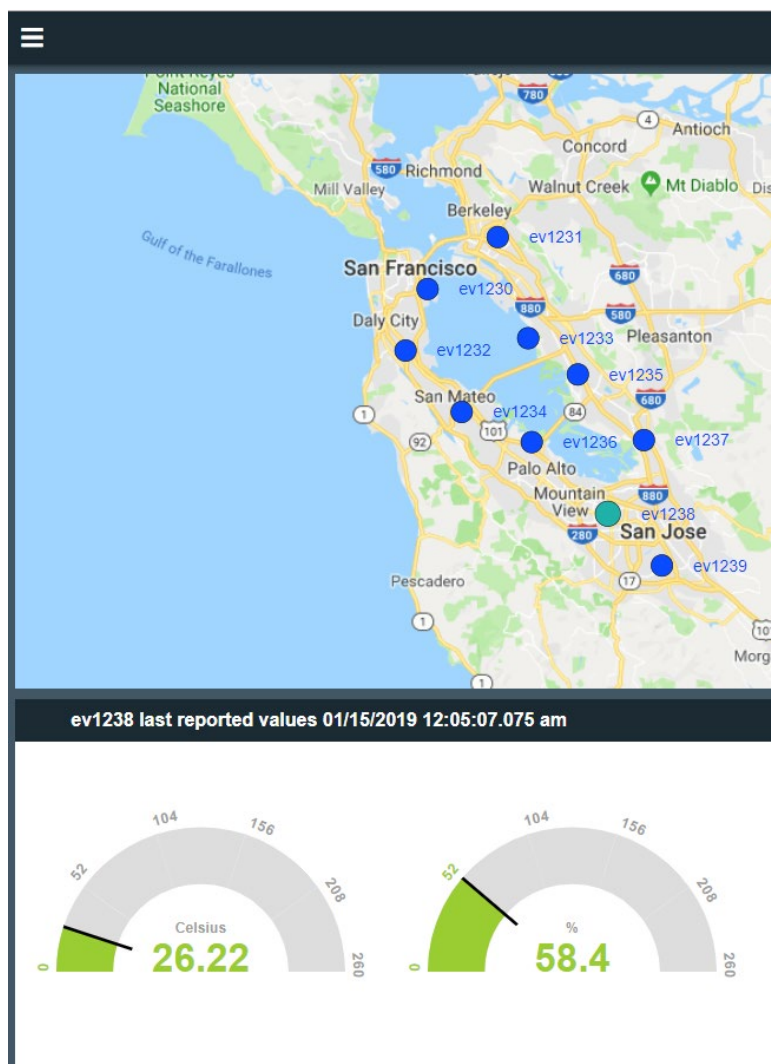 National
Seashore
780
4
Antioch
Concord
580
Richmond
Mill Valley
Walnut Creek
Mt Diablo
Berkeley
ev1231
Gulf of the Farallones
San Francisco
680
ev1230
880
580
Daly City
ev1233
Pleasanton
ev1232
ev1235
San Mateo
680
1
ev1234
84
101
92
ev1236
ev1237
Palo Alto
Mountain
View
880
ev1238
280
San Jose
ev1239
Pescadero
17
1
1
ev1238 last reported values 01/15/2019 12:05:07.075 am
0
52
104
156
208
260
Celsius
26.22
0
52
104
156
208
260
%
58.4